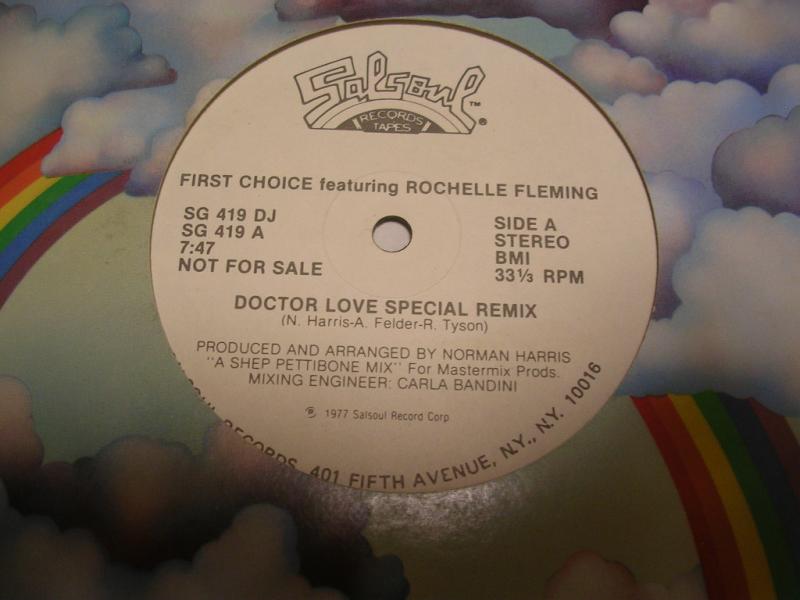 Salsoul™
RECORDS
TAPES ®
FIRST CHOICE featuring ROCHELLE FLEMING
SG 419 DJ
SG 419 A
7:47
NOT FOR SALE
SIDE A
STEREO
BMI
33⅓ RPM
DOCTOR LOVE SPECIAL REMIX
(N. Harris-A. Felder-R. Tyson)
PRODUCED AND ARRANGED BY NORMAN HARRIS
"A SHEP PETTIBONE MIX" For Mastermix Prods.
MIXING ENGINEER: CARLA BANDINI
℗ 1977 Salsoul Record Corp
RECORDS, 401 FIFTH AVENUE, N.Y., N.Y. 10016